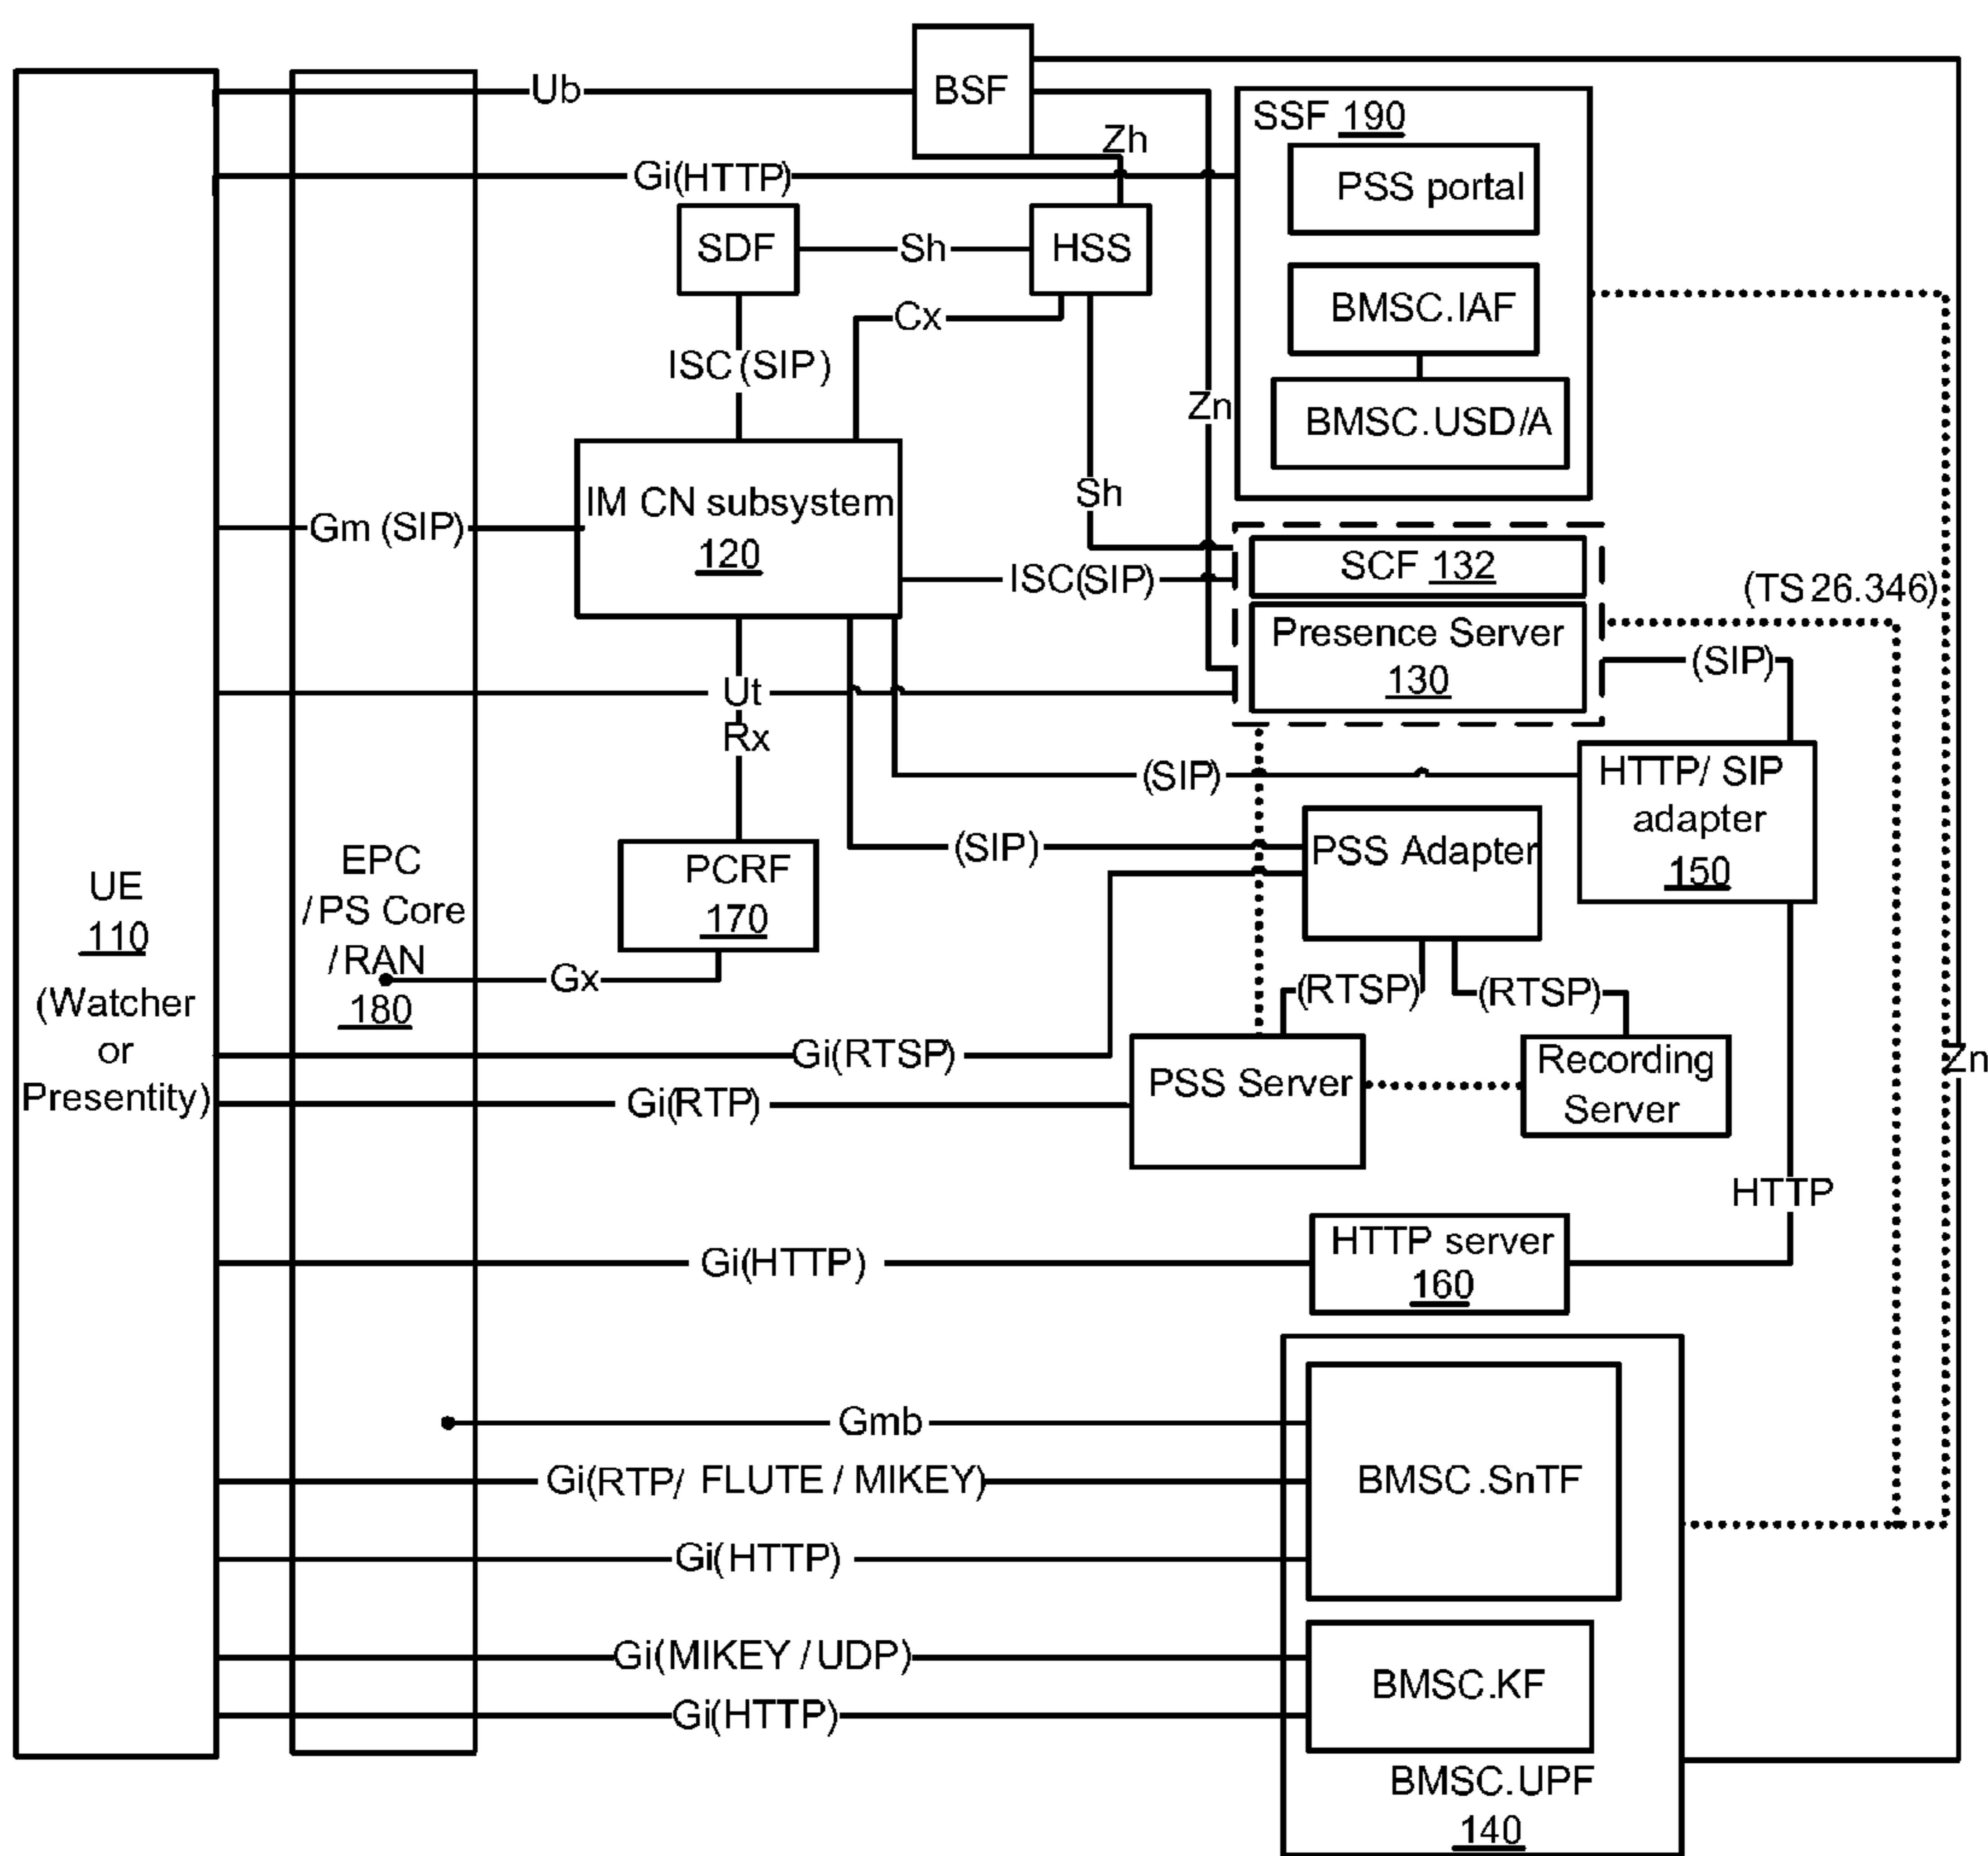 BSF
Ub
SSF 190
Zh
PSS portal
Gi(HTTP)
SDF
Sh
HSS
BMSC.IAF
Cx
ISC(SIP)
Zn
BMSC.USD/A
IM CN subsystem
120
Sh
Gm (SIP)
SCF 132
ISC(SIP)
(TS 26.346)
Presence Server
130
(SIP)
Ut
Rx
(SIP)
HTTP/ SIP
adapter
150
(SIP)
PSS Adapter
PCRF
170
EPC
/PS Core
/RAN
180
UE
110
(Watcher
or
Presentity)
Gx
(RTSP)
(RTSP)
Gi(RTSP)
Zn
PSS Server
Recording
Server
Gi(RTP)
HTTP
HTTP server
160
Gi(HTTP)
Gmb
Gi(RTP/ FLUTE / MIKEY)
BMSC.SnTF
Gi(HTTP)
Gi(MIKEY / UDP)
BMSC.KF
Gi(HTTP)
BMSC.UPF
140